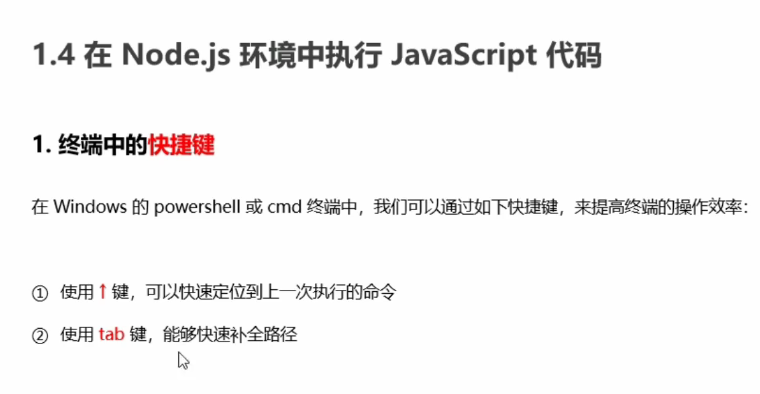 1.4 在 Node.js 环境中执行 JavaScript 代码
1. 终端中的快捷键
在 Windows 的 powershell 或 cmd 终端中，我们可以通过如下快捷键，来提高终端的操作效率：
① 使用 ↑ 键，可以快速定位到上一次执行的命令
② 使用 tab 键，能够快速补全路径